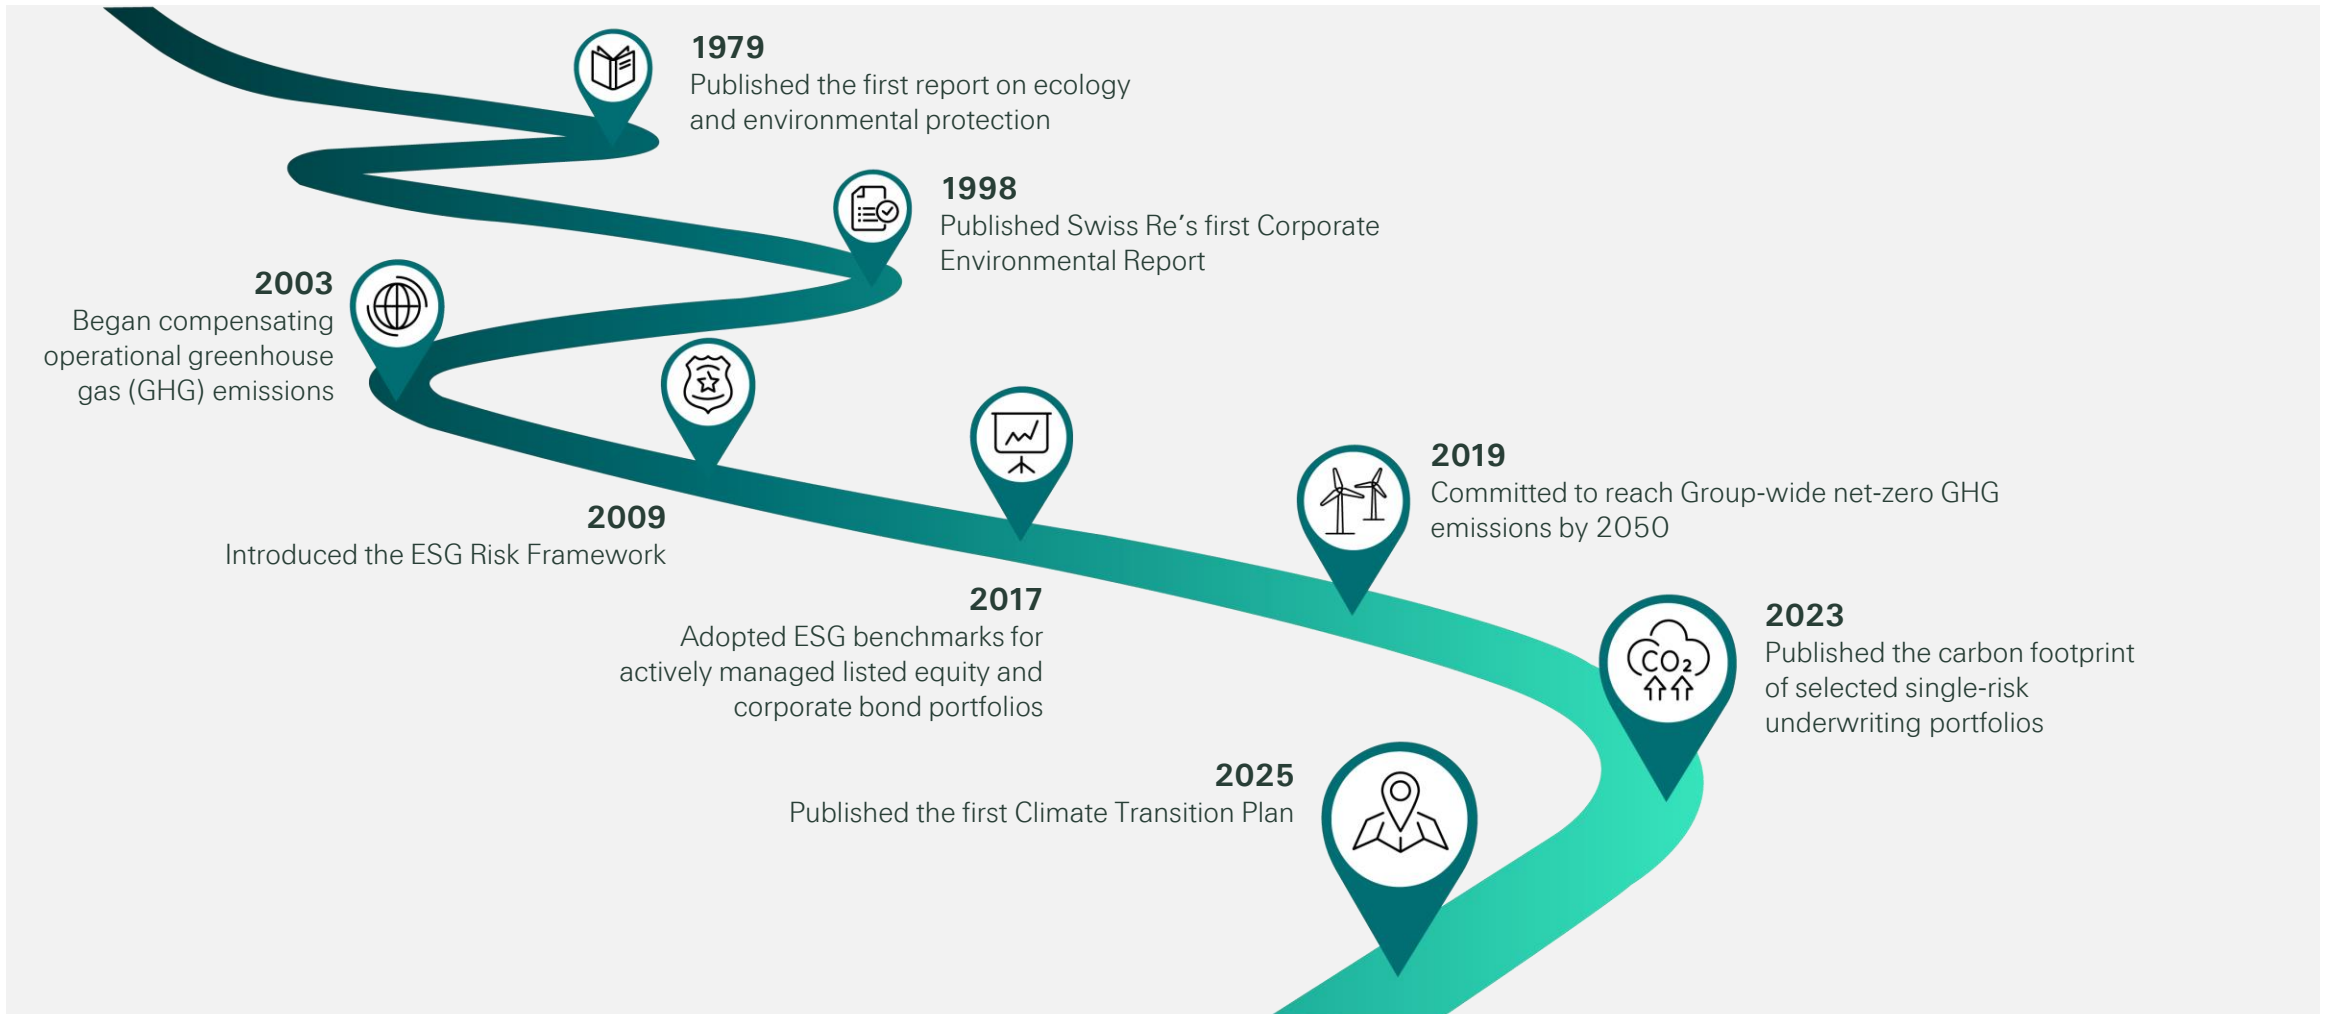 1979
Published the first report on ecology
and environmental protection
1998
Published Swiss Re's first Corporate
Environmental Report
2003
Began compensating
operational greenhouse
gas (GHG) emissions
2009
Introduced the ESG Risk Framework
2017
Adopted ESG benchmarks for
actively managed listed equity and
corporate bond portfolios
2019
Committed to reach Group-wide net-zero GHG
emissions by 2050
2023
Published the carbon footprint
of selected single-risk
underwriting portfolios
CO₂
2025
Published the first Climate Transition Plan